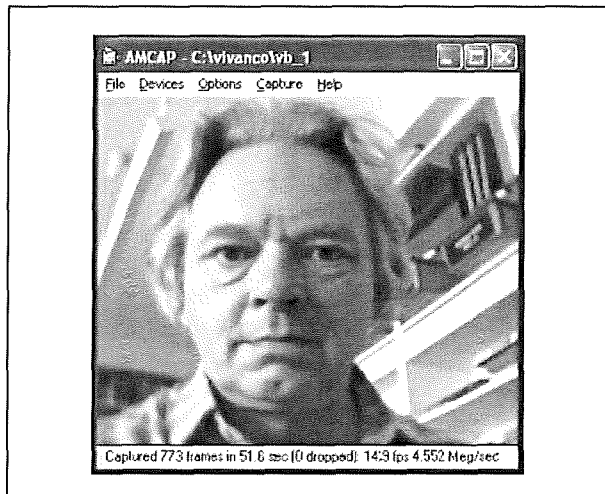 AMCAP - C:\vivanco\vb_1
File Devices Options Capture Help
Captured 773 frames in 51.6 sec (0 dropped): 14.9 fps 4.552 Meg/sec